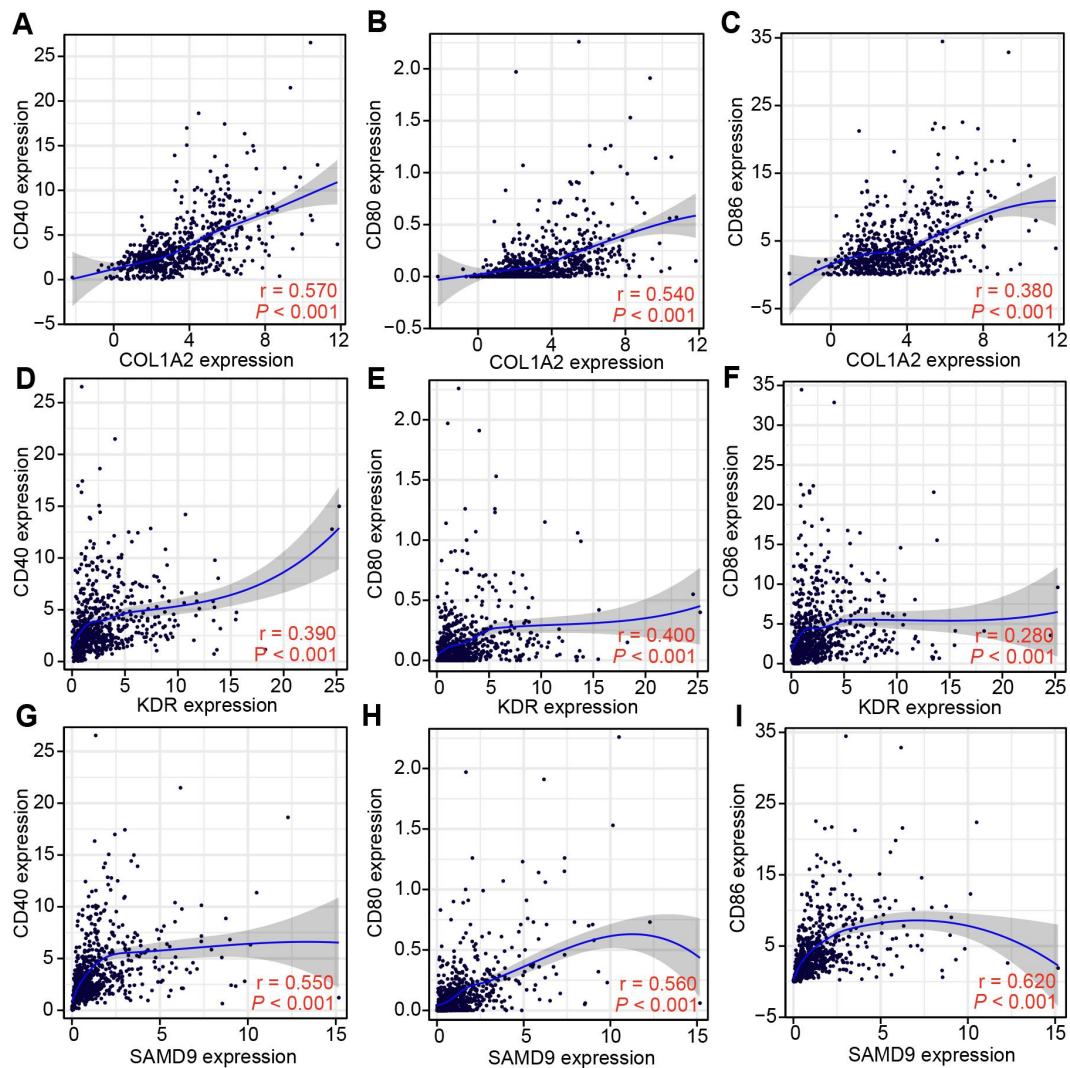 A
CD40 expression
25
20
15
10
5
0
−5
r = 0.570
P < 0.001
0
4
8
12
COL1A2 expression
B
CD80 expression
2.0
1.5
1.0
0.5
0.0
−0.5
r = 0.540
P < 0.001
0
4
8
12
COL1A2 expression
C
CD86 expression
35
25
15
5
−5
r = 0.380
P < 0.001
0
4
8
12
COL1A2 expression
D
CD40 expression
25
20
15
10
5
0
r = 0.390
P < 0.001
0
5
10
15
20
25
KDR expression
E
CD80 expression
2.0
1.5
1.0
0.5
0.0
r = 0.400
P < 0.001
0
5
10
15
20
25
KDR expression
F
CD86 expression
35
30
25
20
15
10
5
0
r = 0.280
P < 0.001
0
5
10
15
20
25
KDR expression
G
CD40 expression
25
20
15
10
5
0
r = 0.550
P < 0.001
0
5
10
15
SAMD9 expression
H
CD80 expression
2.0
1.5
1.0
0.5
0.0
r = 0.560
P < 0.001
0
5
10
15
SAMD9 expression
I
CD86 expression
35
25
15
5
−5
r = 0.620
P < 0.001
0
5
10
15
SAMD9 expression